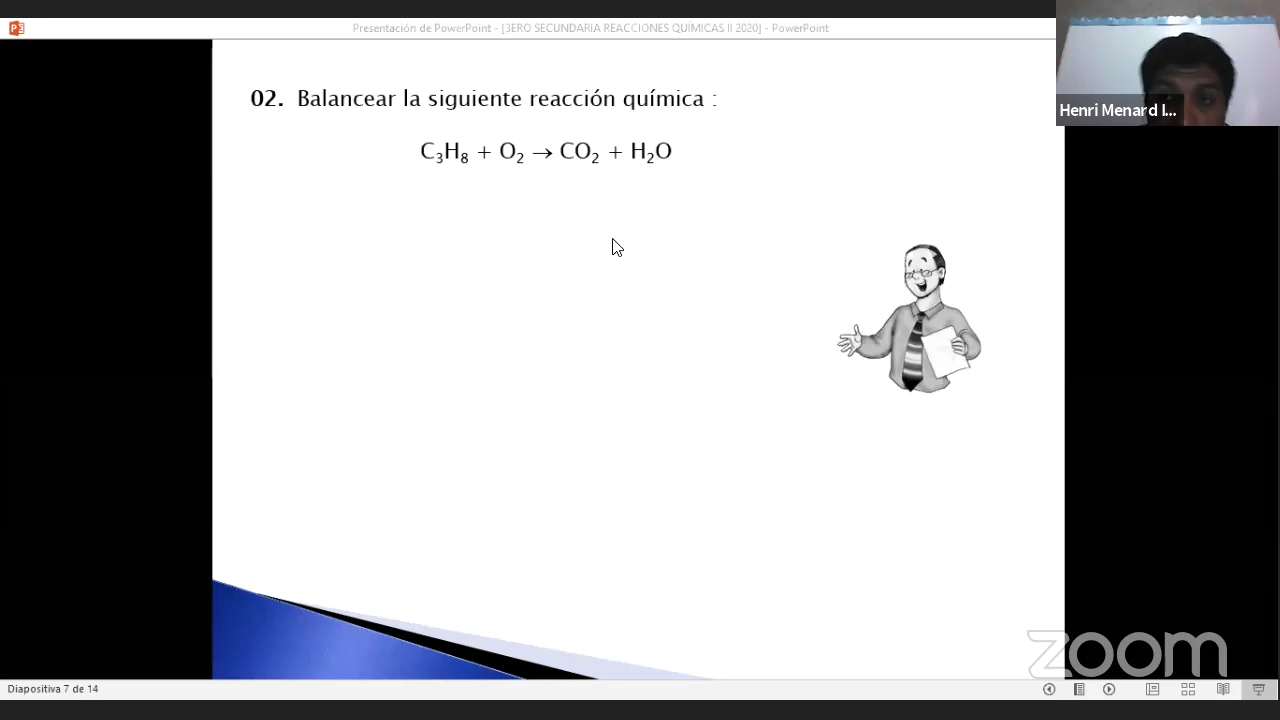 Presentación de PowerPoint - [3ERO SECUNDARIA REACCIONES QUÍMICAS II 2020] - PowerPoint
Henri Menard I...
02. Balancear la siguiente reacción química :
C₃H₈ + O₂ → CO₂ + H₂O
zoom
Diapositiva 7 de 14